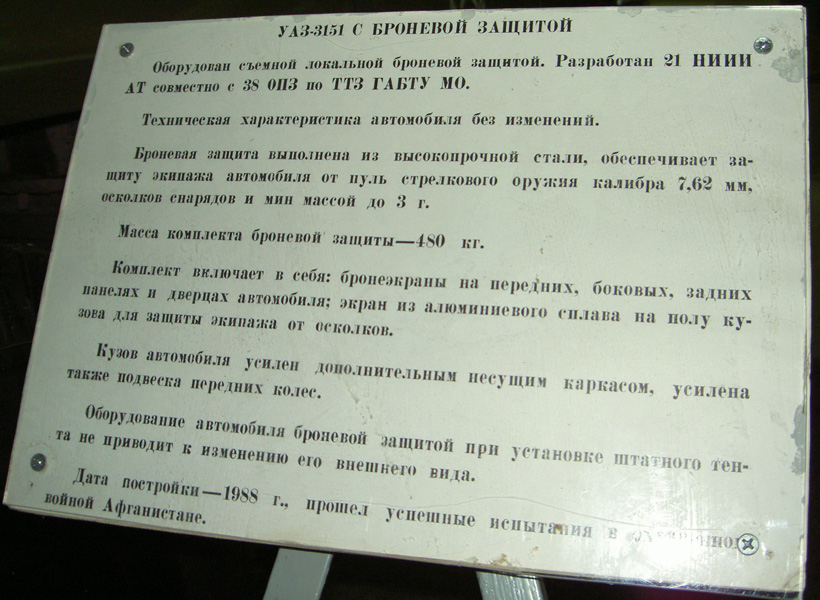 УАЗ-3151 С БРОНЕВОЙ ЗАЩИТОЙ
Оборудован съемной локальной броневой защитой. Разработан 21 НИИИ
АТ совместно с 38 ОПЗ по ТТЗ ГАБТУ МО.
Техническая характеристика автомобиля без изменений.
Броневая защита выполнена из высокопрочной стали, обеспечивает за-
щиту экипажа автомобиля от пуль стрелкового оружия калибра 7,62 мм,
осколков снарядов и мин массой до 3 г.
Масса комплекта броневой защиты—480 кг.
Комплект включает в себя: бронеэкраны на передних, боковых, задних
панелях и дверцах автомобиля; экран из алюминиевого сплава на полу ку-
зова для защиты экипажа от осколков.
Кузов автомобиля усилен дополнительным несущим каркасом, усилена
также подвеска передних колес.
Оборудование автомобиля броневой защитой при установке штатного тен-
та не приводит к изменению его внешнего вида.
Дата постройки—1988 г., прошел успешные испытания в
войной Афганистане.